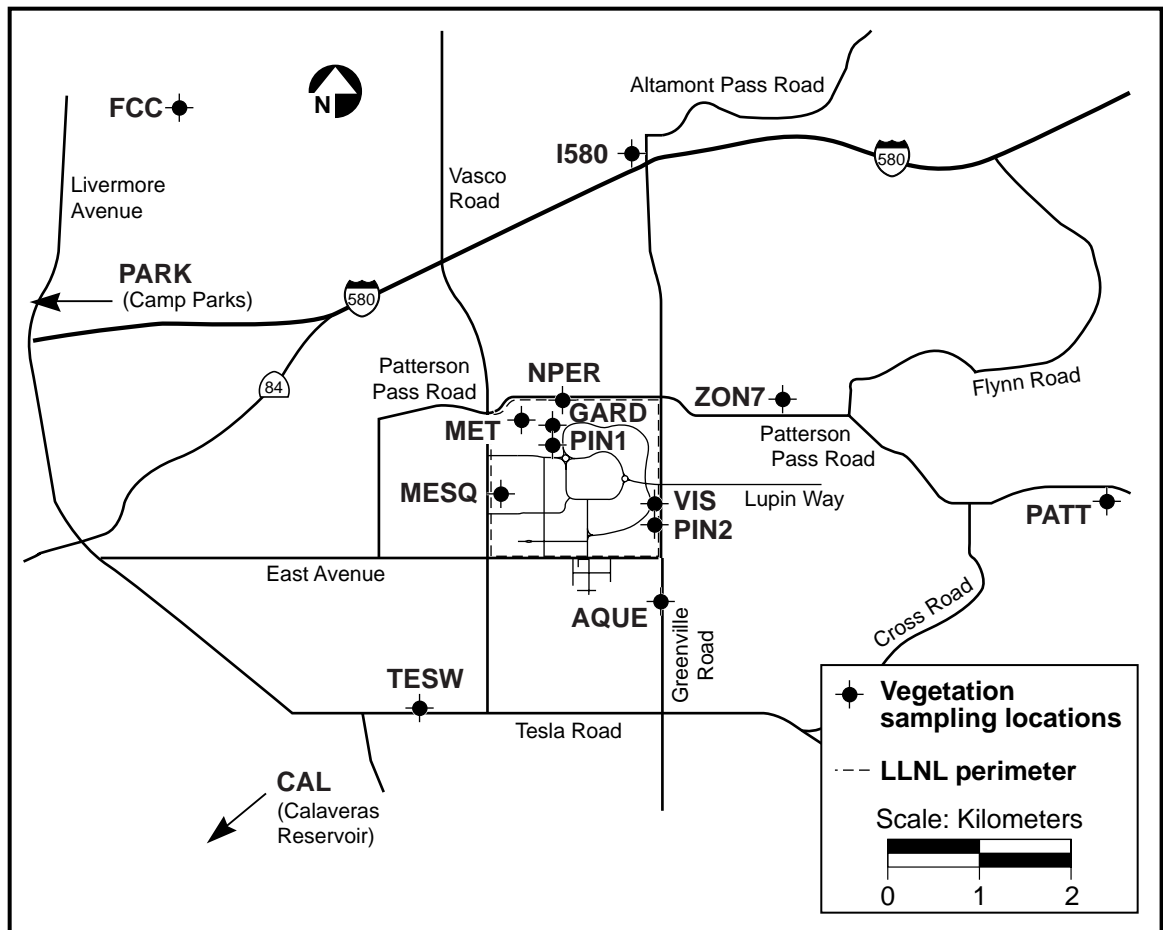 Altamont Pass Road
FCC
N
I580
580
Vasco
Road
Livermore
Avenue
PARK
(Camp Parks)
580
Patterson
Pass Road
84
NPER
GARD
MET
PIN1
ZON7
Flynn Road
Patterson
Pass Road
MESQ
VIS
Lupin Way
PIN2
PATT
East Avenue
AQUE
Greenville
Road
Cross Road
TESW
Tesla Road
CAL
(Calaveras
Reservoir)
Vegetation
sampling locations
LLNL perimeter
Scale: Kilometers
0 1 2